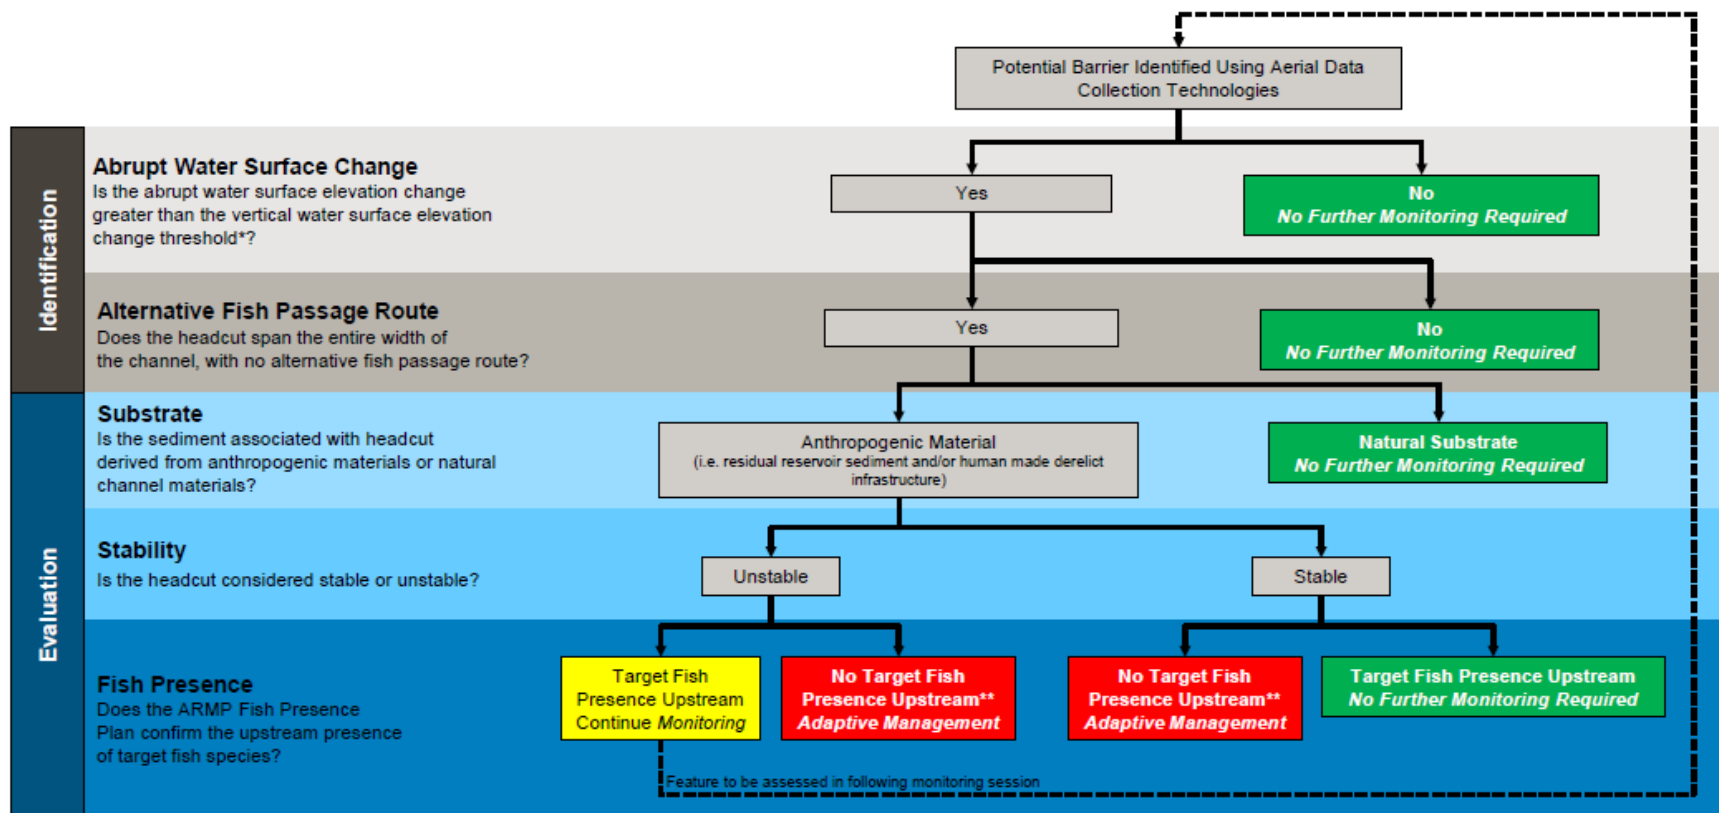 Potential Barrier Identified Using Aerial Data
Collection Technologies
Identification
Abrupt Water Surface Change
Is the abrupt water surface elevation change
greater than the vertical water surface elevation
change threshold*?
Yes
No
No Further Monitoring Required
Alternative Fish Passage Route
Does the headcut span the entire width of
the channel, with no alternative fish passage route?
Yes
No
No Further Monitoring Required
Evaluation
Substrate
Is the sediment associated with headcut
derived from anthropogenic materials or natural
channel materials?
Anthropogenic Material
(i.e. residual reservoir sediment and/or human made derelict
infrastructure)
Natural Substrate
No Further Monitoring Required
Stability
Is the headcut considered stable or unstable?
Unstable
Stable
Fish Presence
Does the ARMP Fish Presence
Plan confirm the upstream presence
of target fish species?
Target Fish
Presence Upstream
Continue Monitoring
No Target Fish
Presence Upstream**
Adaptive Management
No Target Fish
Presence Upstream**
Adaptive Management
Target Fish Presence Upstream
No Further Monitoring Required
Feature to be assessed in following monitoring session